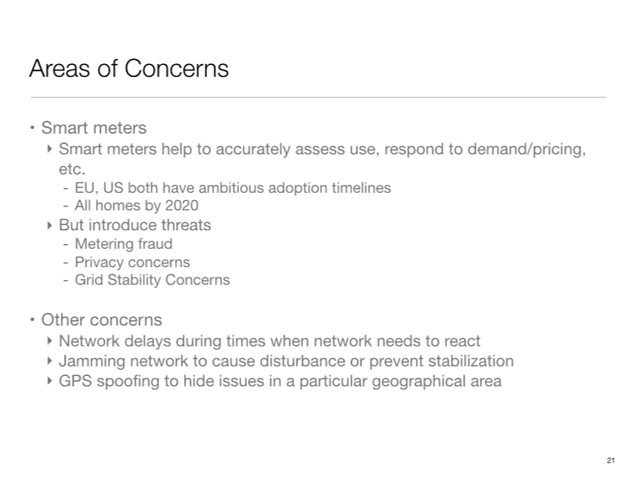 Areas of Concerns
• Smart meters
‣ Smart meters help to accurately assess use, respond to demand/pricing,
etc.
- EU, US both have ambitious adoption timelines
- All homes by 2020
‣ But introduce threats
- Metering fraud
- Privacy concerns
- Grid Stability Concerns
• Other concerns
‣ Network delays during times when network needs to react
‣ Jamming network to cause disturbance or prevent stabilization
‣ GPS spoofing to hide issues in a particular geographical area
21